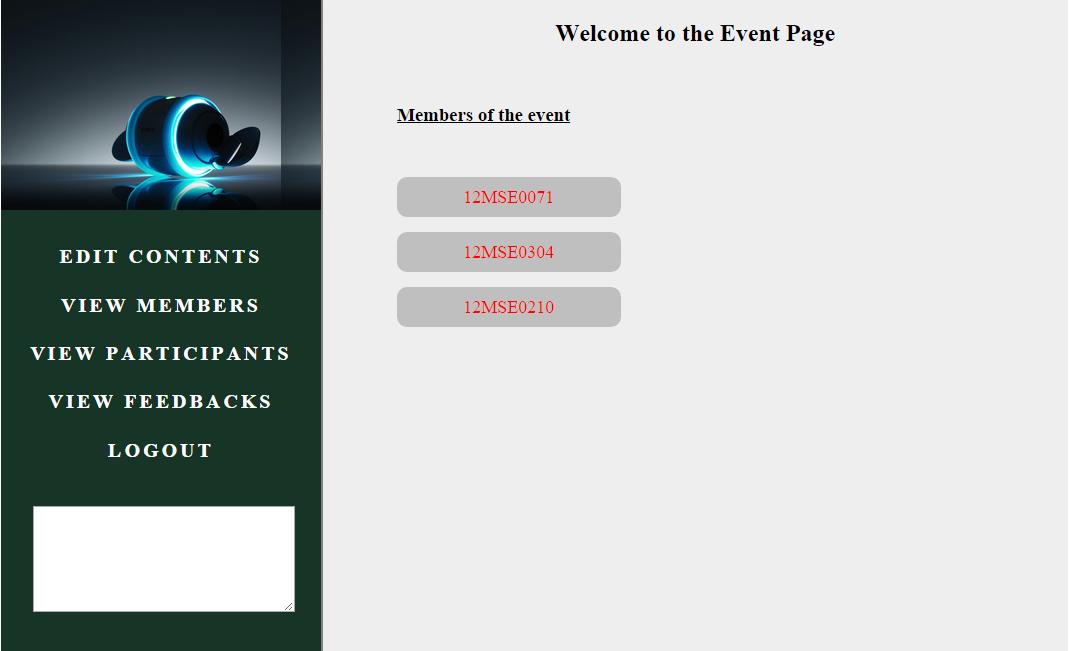 Welcome to the Event Page
Members of the event
12MSE0071
12MSE0304
12MSE0210
EDIT CONTENTS
VIEW MEMBERS
VIEW PARTICIPANTS
VIEW FEEDBACKS
LOGOUT